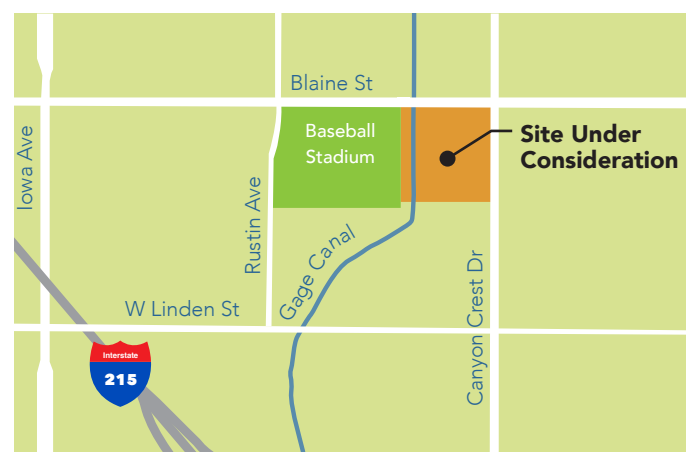 Blaine St
Baseball
Stadium
Site Under
Consideration
Iowa Ave
Rustin Ave
Gage Canal
Canyon Crest Dr
W Linden St
Interstate
215